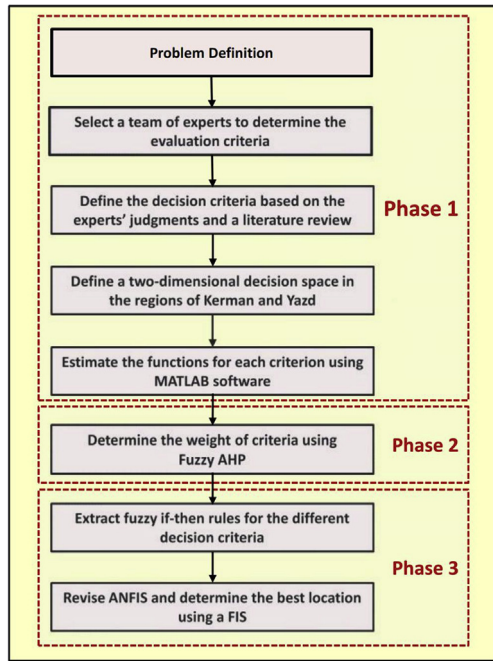 Problem Definition
Select a team of experts to determine the
evaluation criteria
Define the decision criteria based on the
experts' judgments and a literature review
Phase 1
Define a two-dimensional decision space in
the regions of Kerman and Yazd
Estimate the functions for each criterion using
MATLAB software
Determine the weight of criteria using
Fuzzy AHP
Phase 2
Extract fuzzy if-then rules for the different
decision criteria
Phase 3
Revise ANFIS and determine the best location
using a FIS